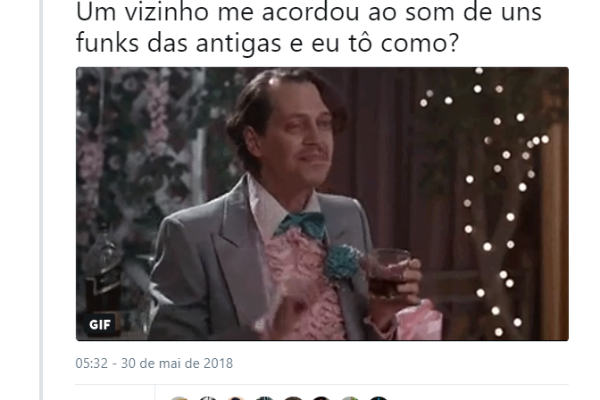 Um vizinho me acordou ao som de uns
funks das antigas e eu tô como?
GIF
05:32 - 30 de mai de 2018